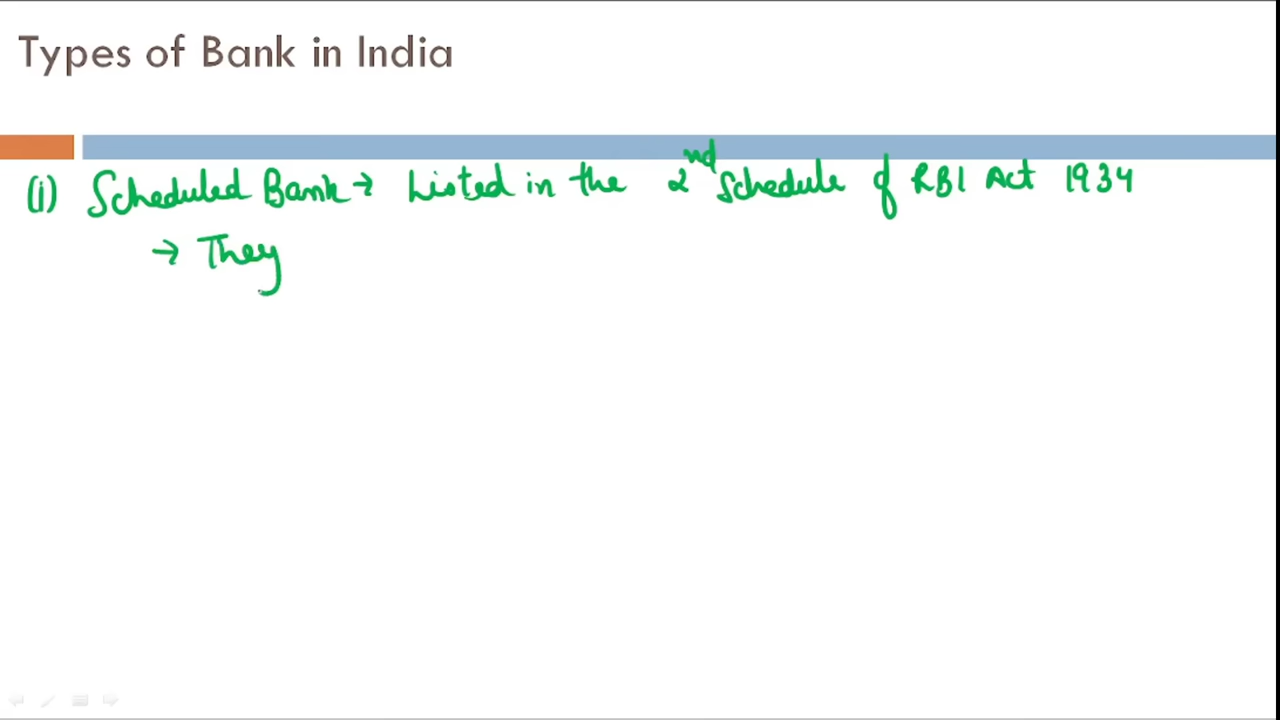 Types of Bank in India
(i) Scheduled Bank → Listed in the 2nd Schedule of RBI Act 1934
→ They